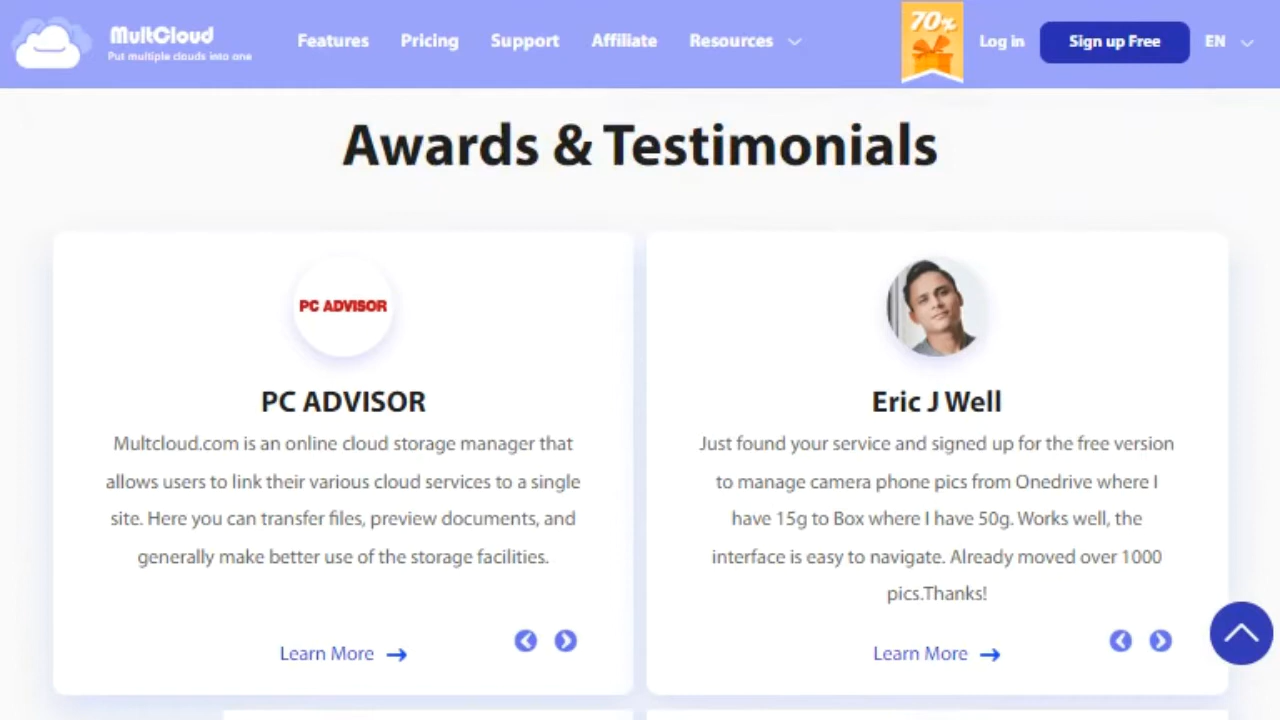 MultCloud
Put multiple clouds into one
Features
Pricing
Support
Affiliate
Resources
70%
Log in
Sign up Free
EN
Awards & Testimonials
PC ADVISOR
PC ADVISOR
Multcloud.com is an online cloud storage manager that
allows users to link their various cloud services to a single
site. Here you can transfer files, preview documents, and
generally make better use of the storage facilities.
Learn More
Eric J Well
Just found your service and signed up for the free version
to manage camera phone pics from Onedrive where I
have 15g to Box where I have 50g. Works well, the
interface is easy to navigate. Already moved over 1000
pics.Thanks!
Learn More